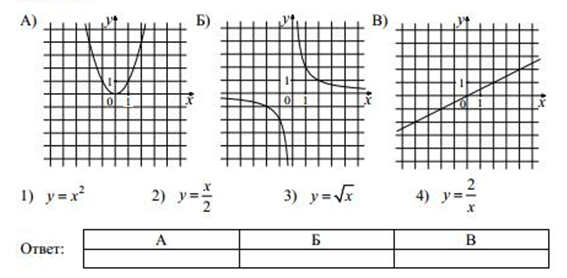 А) y Б) y В) y
1 1 1
0 1 x 0 1 x 0 1 x
1) y = x² 2) y = x/2 3) y = √x 4) y = 2/x
Ответ: А Б В